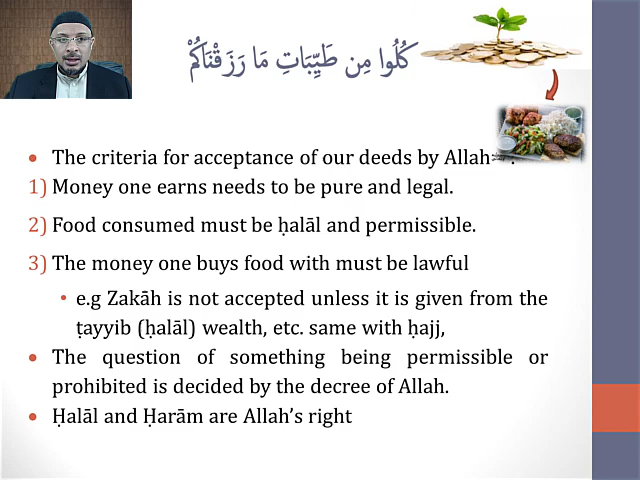 كُلُوا مِن طَيِّبَاتِ مَا رَزَقْنَاكُمْ
• The criteria for acceptance of our deeds by Allah :
1) Money one earns needs to be pure and legal.
2) Food consumed must be ḥalāl and permissible.
3) The money one buys food with must be lawful
• e.g Zakāh is not accepted unless it is given from the
ṭayyib (ḥalāl) wealth, etc. same with ḥajj,
• The question of something being permissible or
prohibited is decided by the decree of Allah.
• Ḥalāl and Ḥarām are Allah’s right